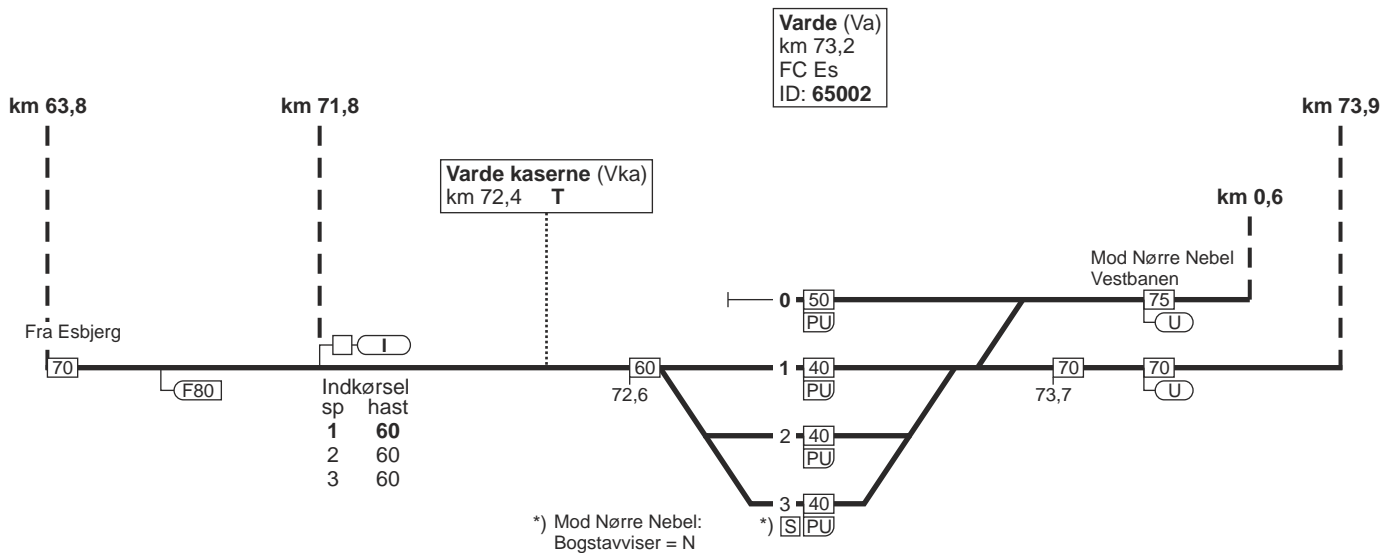 Varde (Va)
km 73,2
FC Es
ID: 65002
km 63,8
km 71,8
km 73,9
Varde kaserne (Vka)
km 72,4 T
km 0,6
Mod Nørre Nebel
Vestbanen
0 50
PU
75
U
Fra Esbjerg
70
F80
I
Indkørsel
sp hast
1 60
2 60
3 60
60
72,6
1 40
PU
70
73,7
70
U
2 40
PU
3 40
*) S PU
*) Mod Nørre Nebel:
Bogstavviser = N